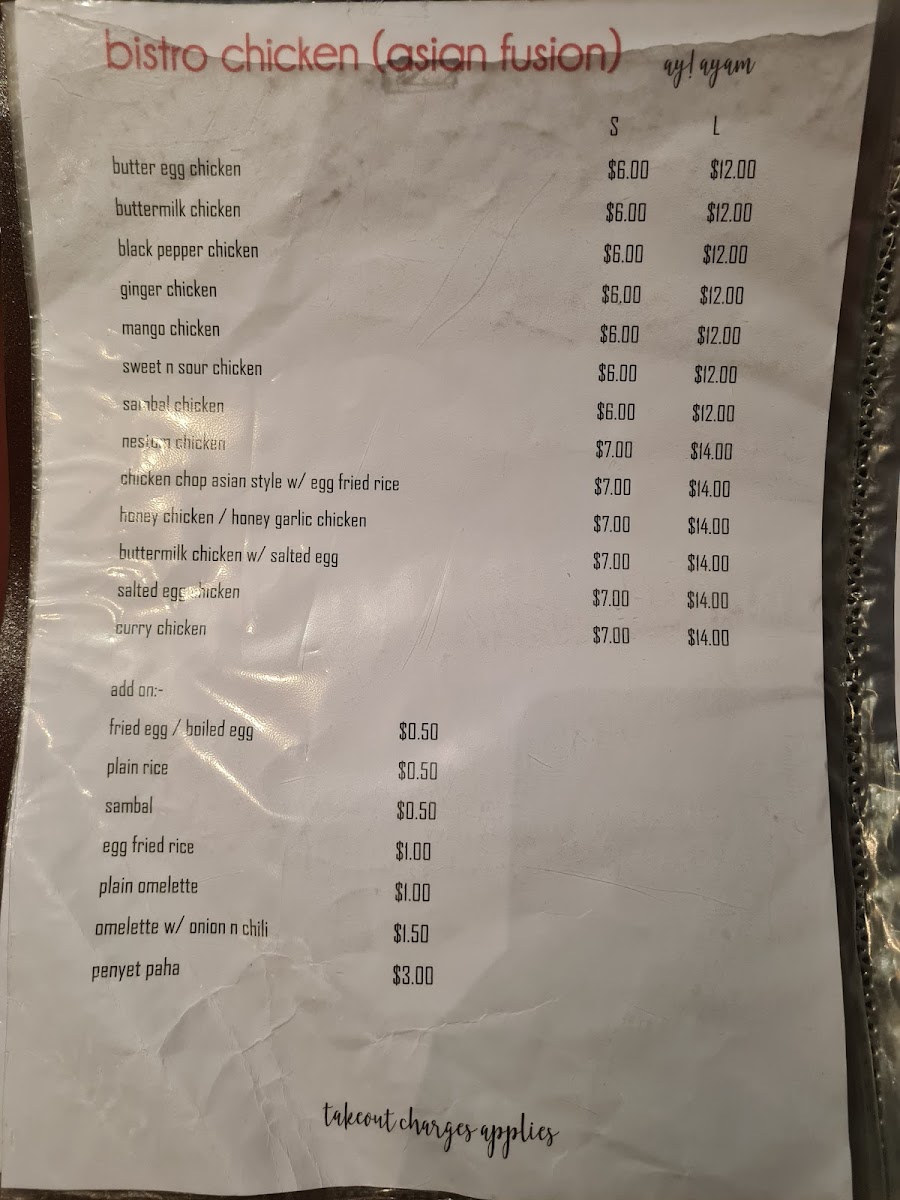 bistro chicken (asian fusion) ay! ayam
S L
butter egg chicken $6.00 $12.00
buttermilk chicken $6.00 $12.00
black pepper chicken $6.00 $12.00
ginger chicken $6.00 $12.00
mango chicken $6.00 $12.00
sweet n sour chicken $6.00 $12.00
sambal chicken $6.00 $12.00
nestum chicken $7.00 $14.00
chicken chop asian style w/ egg fried rice $7.00 $14.00
honey chicken / honey garlic chicken $7.00 $14.00
buttermilk chicken w/ salted egg $7.00 $14.00
salted egg chicken $7.00 $14.00
curry chicken $7.00 $14.00
add on:-
fried egg / boiled egg $0.50
plain rice $0.50
sambal $0.50
egg fried rice $1.00
plain omelette $1.00
omelette w/ onion n chili $1.50
penyet paha $3.00
takeout charges applies